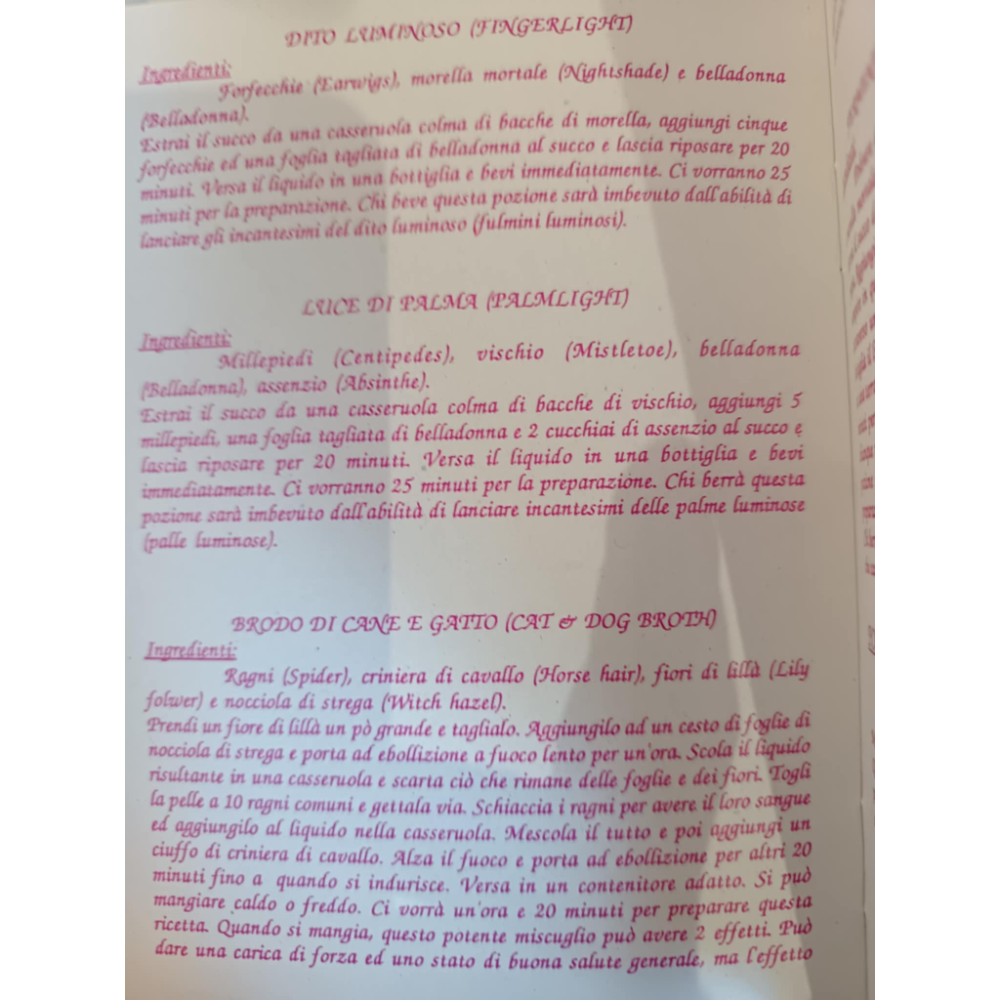 DITO LUMINOSO (FINGERLIGHT)
Ingredienti:
Forfecchie (Earwigs), morella mortale (Nightshade) e belladonna
(Belladonna).
Estrai il succo da una casseruola colma di bacche di morella, aggiungi cinque
forfecchie ed una foglia tagliata di belladonna al succo e lascia riposare per 20
minuti. Versa il liquido in una bottiglia e bevi immediatamente. Ci vorranno 25
minuti per la preparazione. Chi beve questa pozione sarà imbevuto dall'abilità di
lanciare gli incantesimi del dito luminoso (fulmini luminosi).
LUCE DI PALMA (PALMLIGHT)
Ingredienti:
Millepiedi (Centipedes), vischio (Mistletoe), belladonna
(Belladonna), assenzio (Absinthe).
Estrai il succo da una casseruola colma di bacche di vischio, aggiungi 5
millepiedi, una foglia tagliata di belladonna e 2 cucchiai di assenzio al succo e
lascia riposare per 20 minuti. Versa il liquido in una bottiglia e bevi
immediatamente. Ci vorranno 25 minuti per la preparazione. Chi berrà questa
pozione sarà imbevuto dall'abilità di lanciare incantesimi delle palme luminose
(palle luminose).
BRODO DI CANE E GATTO (CAT & DOG BROTH)
Ingredienti:
Ragni (Spider), criniera di cavallo (Horse hair), fiori di lillà (Lily
folwer) e nocciola di strega (Witch hazel).
Prendi un fiore di lillà un pò grande e taglialo. Aggiungilo ad un cesto di foglie di
nocciola di strega e porta ad ebollizione a fuoco lento per un'ora. Scola il liquido
risultante in una casseruola e scarta ciò che rimane delle foglie e dei fiori. Togli
la pelle a 10 ragni comuni e gettala via. Schiaccia i ragni per avere il loro sangue
ed aggiungilo al liquido nella casseruola. Mescola il tutto e poi aggiungi un
ciuffo di criniera di cavallo. Alza il fuoco e porta ad ebollizione per altri 20
minuti fino a quando si indurisce. Versa in un contenitore adatto. Si può
mangiare caldo o freddo. Ci vorrà un'ora e 20 minuti per preparare questa
ricetta. Quando si mangia, questo potente miscuglio può avere 2 effetti. Può
dare una carica di forza ed uno stato di buona salute generale, ma l'effetto